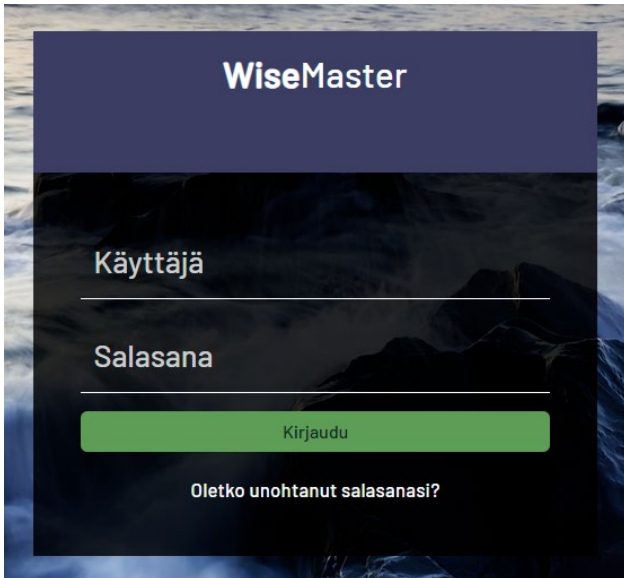 WiseMaster
Käyttäjä
Salasana
Kirjaudu
Oletko unohtanut salasanasi?